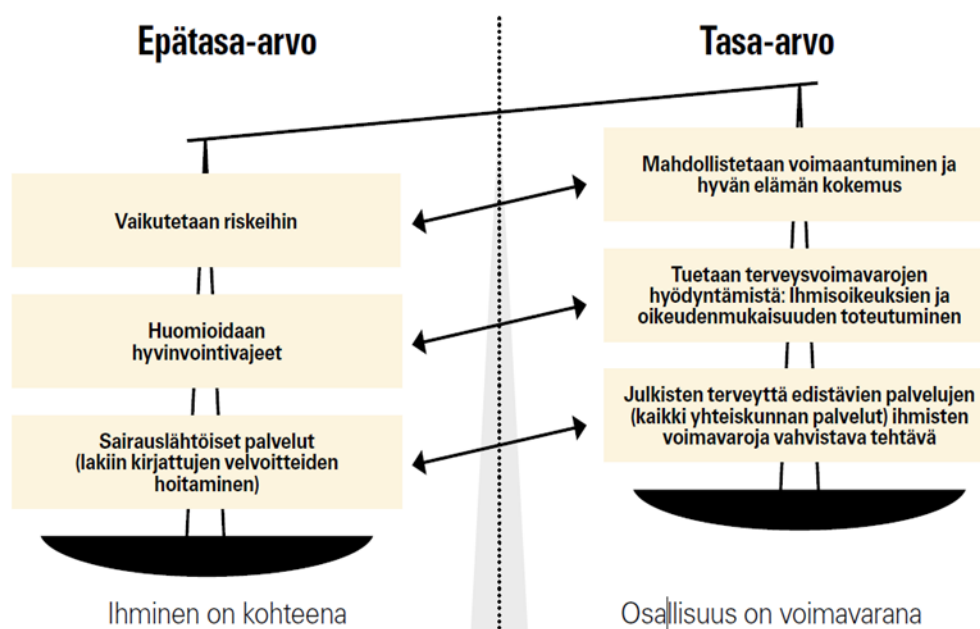 Epätasa-arvo
Tasa-arvo
Vaikutetaan riskeihin
Mahdollistetaan voimaantuminen ja
hyvän elämän kokemus
Huomioidaan
hyvinvointivajeet
Tuetaan terveysvoimavarojen
hyödyntämistä: Ihmisoikeuksien ja
oikeudenmukaisuuden toteutuminen
Sairauslähtöiset palvelut
(lakiin kirjattujen velvoitteiden
hoitaminen)
Julkisten terveyttä edistävien palvelujen
(kaikki yhteiskunnan palvelut) ihmisten
voimavaroja vahvistava tehtävä
Ihminen on kohteena
Osallisuus on voimavarana